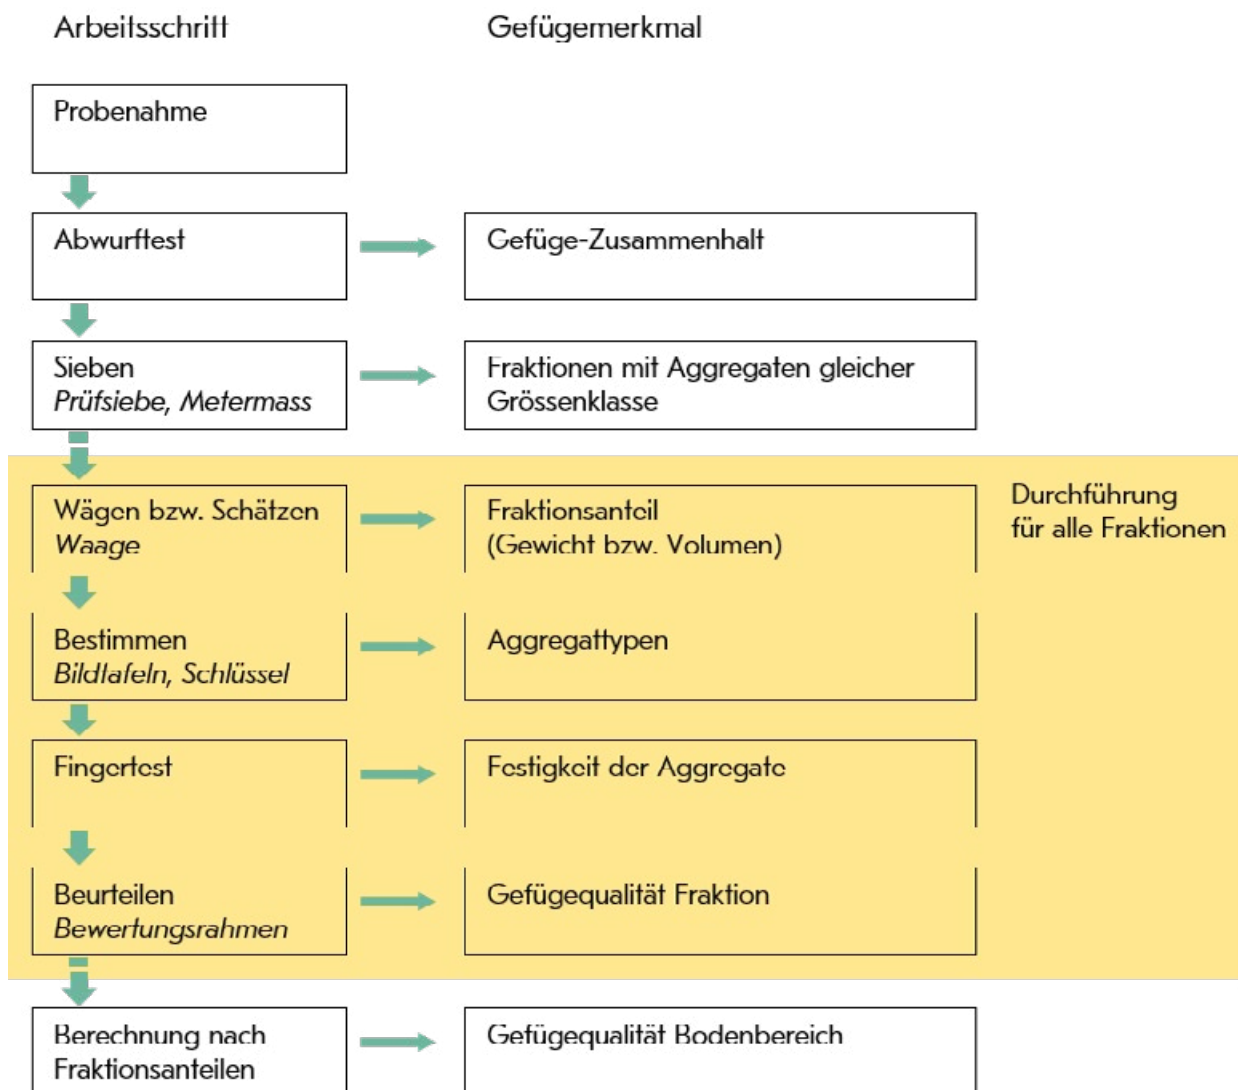 Arbeitsschritt
Gefügemerkmal
Probenahme
Abwurftest
Gefüge-Zusammenhalt
Sieben
Prüfsiebe, Metermass
Fraktionen mit Aggregaten gleicher
Grössenklasse
Wägen bzw. Schätzen
Waage
Fraktionsanteil
(Gewicht bzw. Volumen)
Durchführung
für alle Fraktionen
Bestimmen
Bildtafeln, Schlüssel
Aggregattypen
Fingertest
Festigkeit der Aggregate
Beurteilen
Bewertungsrahmen
Gefügequalität Fraktion
Berechnung nach
Fraktionsanteilen
Gefügequalität Bodenbereich